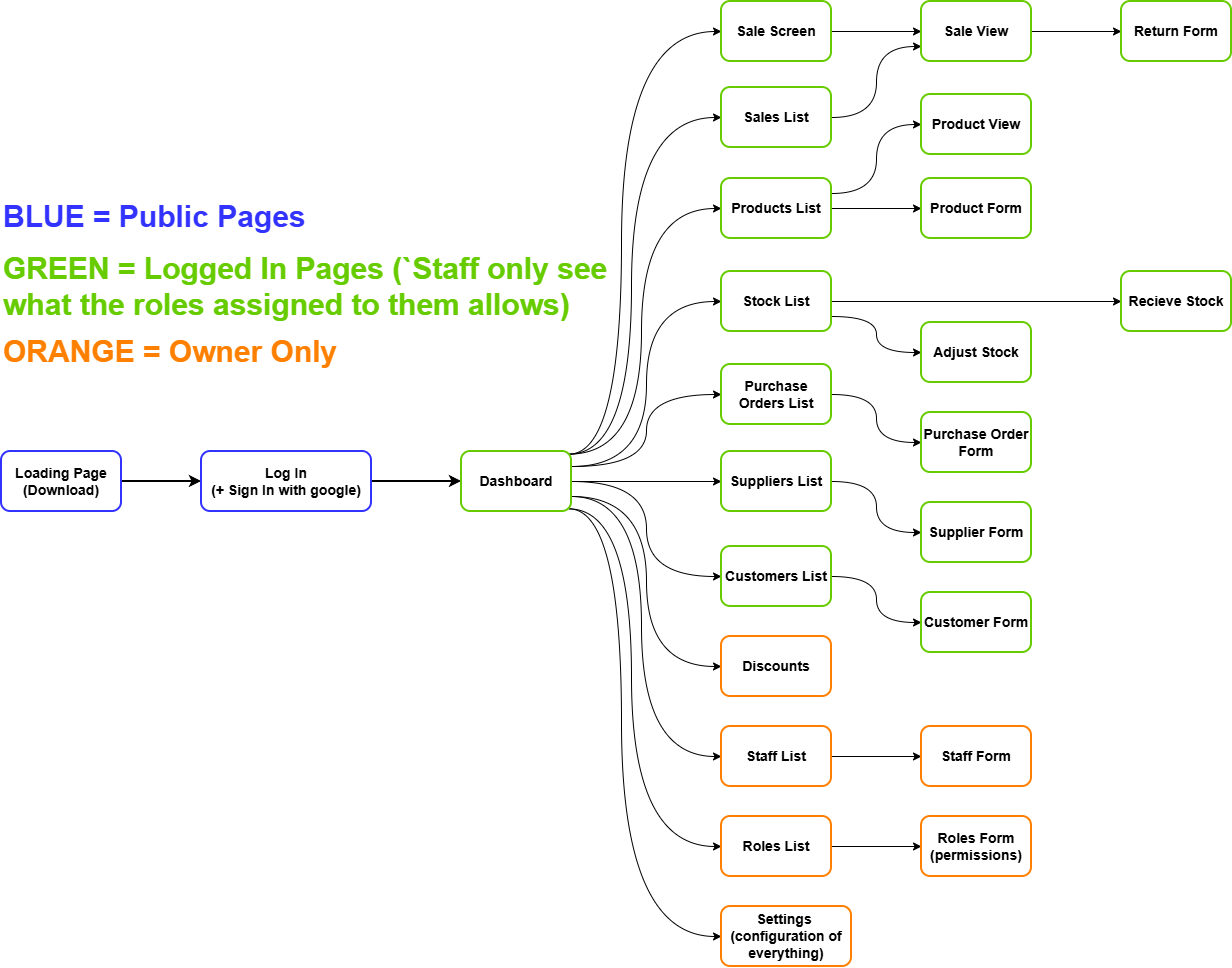 Sale Screen
Sale View
Return Form
Sales List
Product View
Products List
Product Form
BLUE = Public Pages
GREEN = Logged In Pages (`Staff only see
what the roles assigned to them allows)
ORANGE = Owner Only
Stock List
Recieve Stock
Adjust Stock
Purchase
Orders List
Purchase Order
Form
Loading Page
(Download)
Log In
(+ Sign In with google)
Dashboard
Suppliers List
Supplier Form
Customers List
Customer Form
Discounts
Staff List
Staff Form
Roles List
Roles Form
(permissions)
Settings
(configuration of
everything)